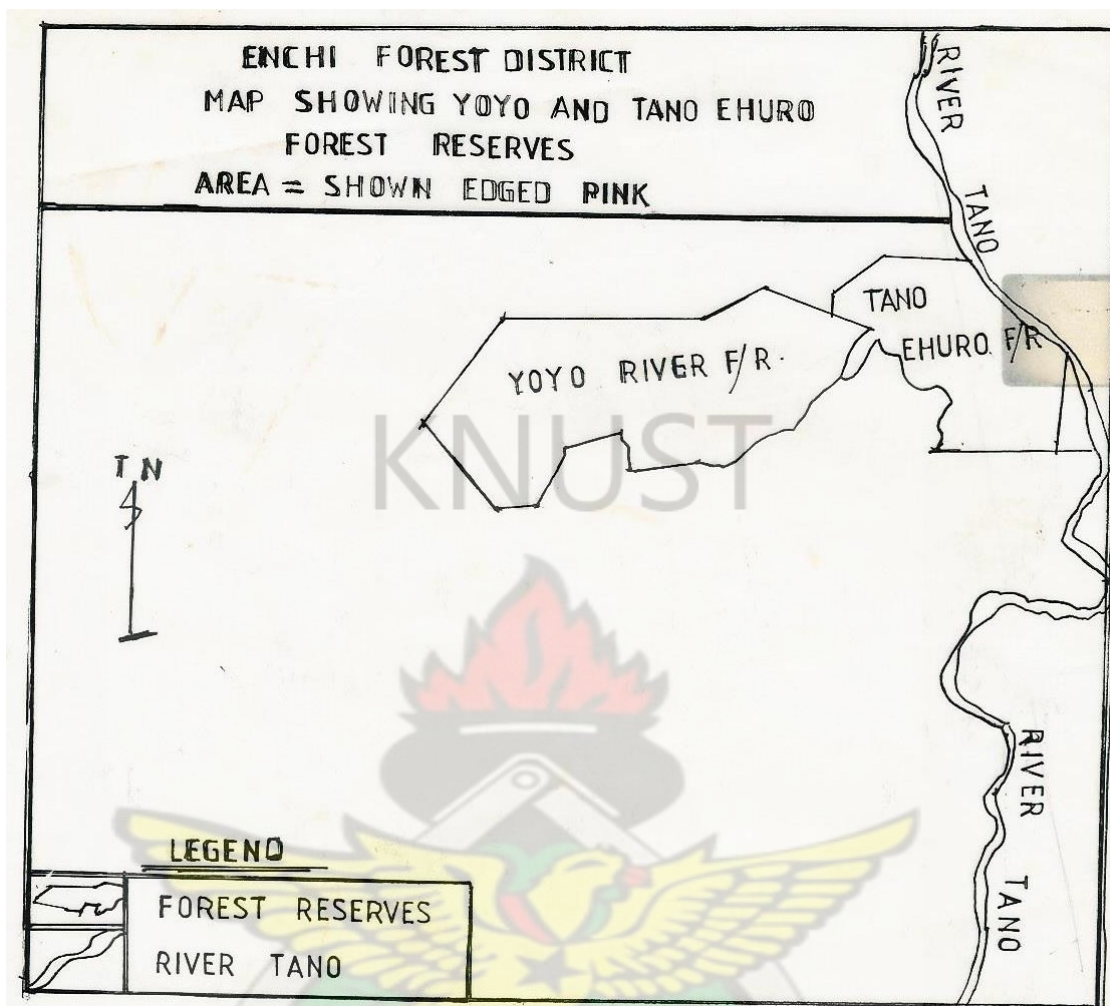 ENCHI FOREST DISTRICT
MAP SHOWING YOYO AND TANO EHURO
FOREST RESERVES
AREA = SHOWN EDGED PINK
RIVER
TANO
TANO
EHURO. F/R
YOYO RIVER F/R.
KNUST
T N
RIVER
TANO
LEGEND
FOREST RESERVES
RIVER TANO